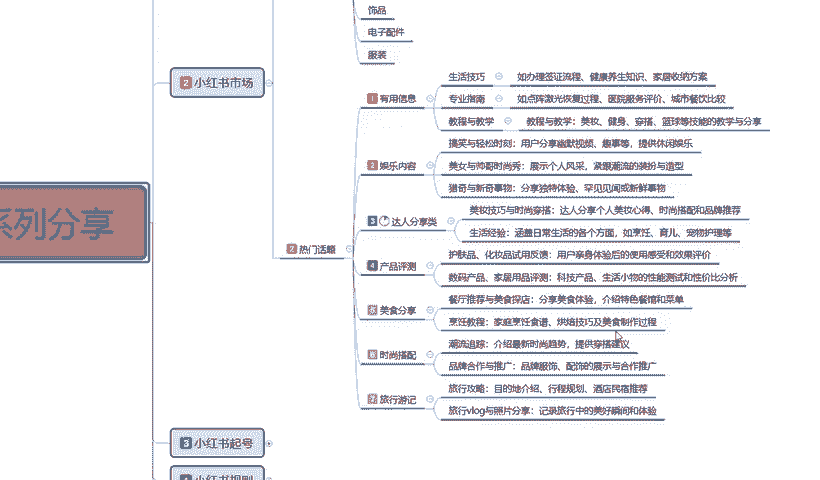 饰品
电子配件
服装
2 小红书市场
1 有用信息
生活技巧
如办理签证流程、健康养生知识、家居收纳方案
专业指南
如点阵激光恢复过程、医院服务评价、城市餐饮比较
教程与教学
教程与教学：美妆、健身、穿搭、篮球等技能的教学与分享
2 娱乐内容
搞笑与轻松时刻：用户分享幽默视频、趣事等，提供休闲娱乐
美女与帅哥时尚秀：展示个人风采，紧跟潮流的装扮与造型
猎奇与新奇事物：分享独特体验、罕见见闻或新鲜事物
系列分享
2 热门话题
3 达人分享类
美妆技巧与时尚穿搭：达人分享个人美妆心得、时尚搭配和品牌推荐
生活经验：涵盖日常生活的各个方面，如烹饪、育儿、宠物护理等
4 产品评测
护肤品、化妆品试用反馈：用户亲身体验后的使用感受和效果评价
数码产品、家居用品评测：科技产品、生活小物的性能测试和性价比分析
美食分享
餐厅推荐与美食探店：分享美食体验，介绍特色餐馆和菜单
烹饪教程：家庭烹饪食谱、烘焙技巧及美食制作过程
时尚搭配
潮流追踪：介绍最新时尚趋势，提供穿搭建议
品牌合作与推广：品牌服饰、配饰的展示与合作推广
旅行游记
旅行攻略：目的地介绍、行程规划、酒店民宿推荐
旅行vlog与照片分享：记录旅行中的美好瞬间和体验
3 小红书起号